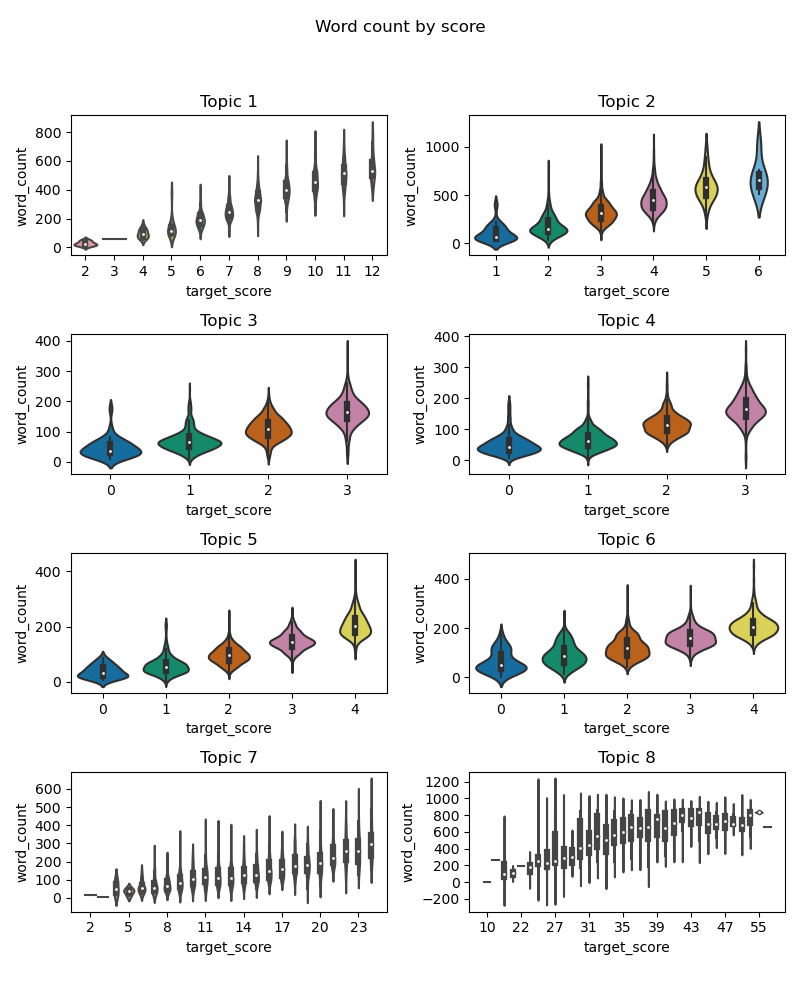 Word count by score
Topic 1
Topic 2
word_count
800
600
400
200
0
2 3 4 5 6 7 8 9 10 11 12
target_score
word_count
1000
500
0
1 2 3 4 5 6
target_score
Topic 3
Topic 4
word_count
400
300
200
100
0
0 1 2 3
target_score
word_count
400
300
200
100
0
0 1 2 3
target_score
Topic 5
Topic 6
word_count
400
200
0
0 1 2 3 4
target_score
word_count
400
200
0
0 1 2 3 4
target_score
Topic 7
Topic 8
word_count
600
500
400
300
200
100
0
2 5 8 11 14 17 20 23
target_score
word_count
1200
1000
800
600
400
200
0
−200
10 22 27 31 35 39 43 47 55
target_score